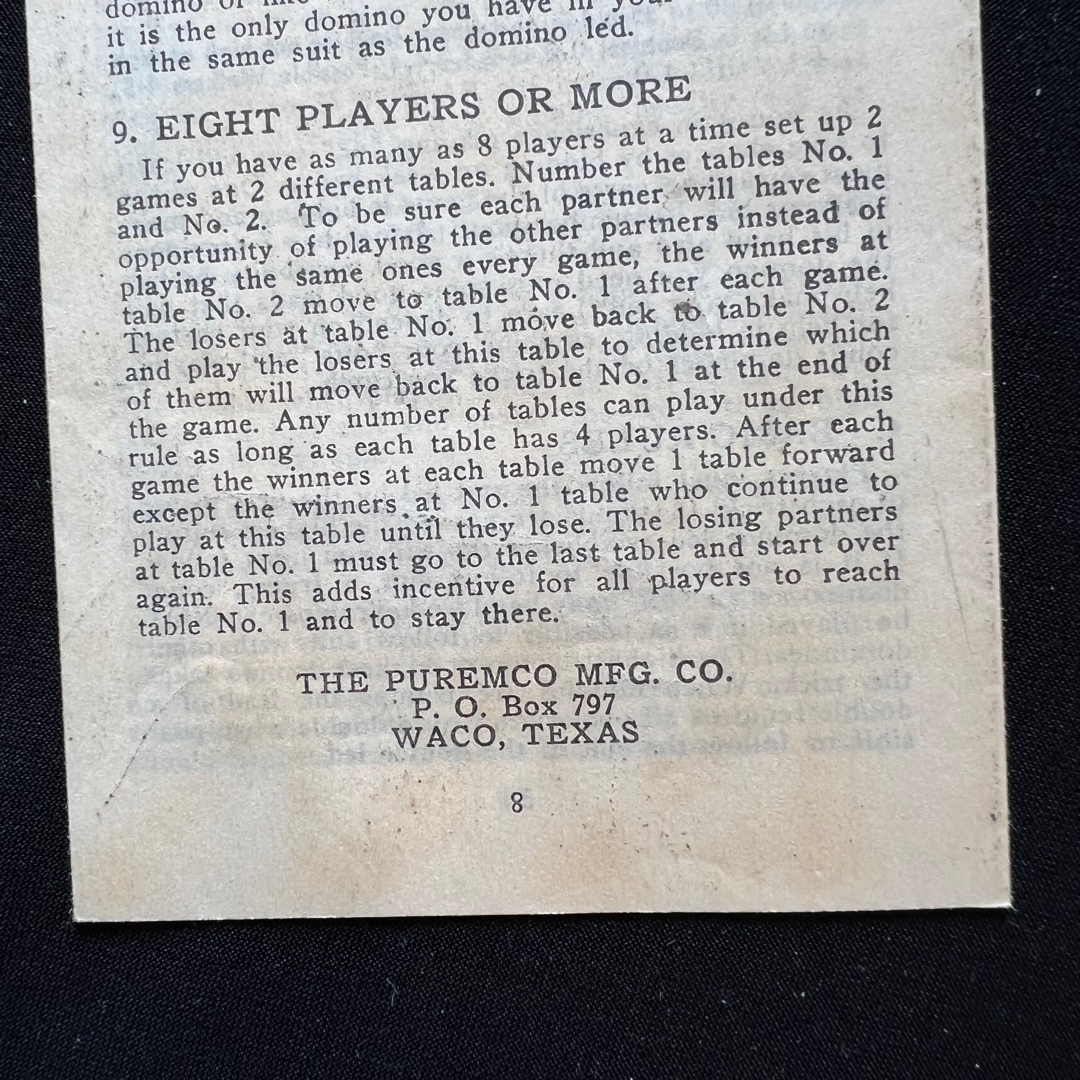 domino of
it is the only domino you have in
in the same suit as the domino led.
9. EIGHT PLAYERS OR MORE
If you have as many as 8 players at a time set up 2
games at 2 different tables. Number the tables No. 1
and No. 2. To be sure each partner will have the
opportunity of playing the other partners instead of
playing the same ones every game, the winners at
table No. 2 move to table No. 1 after each game.
The losers at table No. 1 move back to table No. 2
and play the losers at this table to determine which
of them will move back to table No. 1 at the end of
the game. Any number of tables can play under this
rule as long as each table has 4 players. After each
game the winners at each table move 1 table forward
except the winners at No. 1 table who continue to
play at this table until they lose. The losing partners
at table No. 1 must go to the last table and start over
again. This adds incentive for all players to reach
table No. 1 and to stay there.
THE PUREMCO MFG. CO.
P. O. Box 797
WACO, TEXAS
8